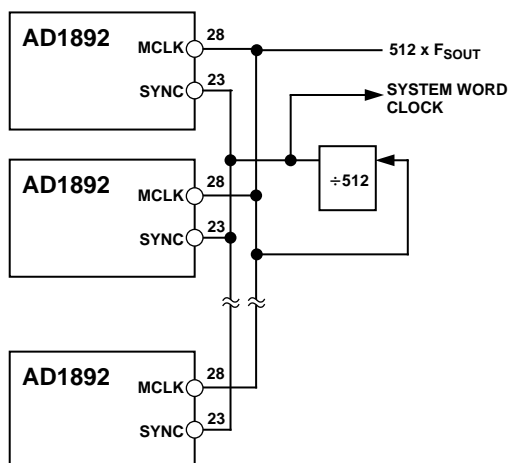 AD1892
MCLK 28
SYNC 23
512 x FSOUT
SYSTEM WORD
CLOCK
÷512
AD1892
MCLK 28
SYNC 23
AD1892
MCLK 28
SYNC 23